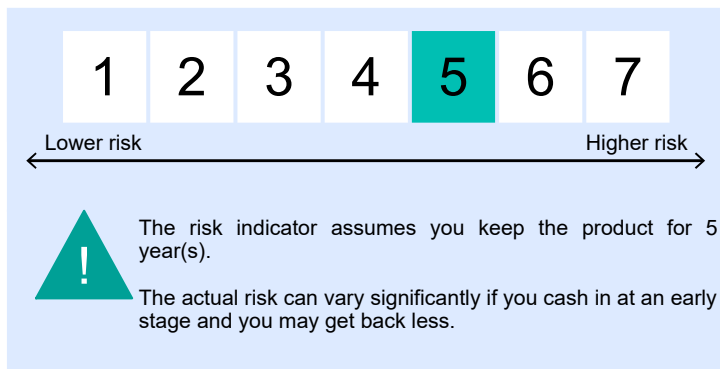 1 2 3 4 5 6 7
Lower risk Higher risk
!
The risk indicator assumes you keep the product for 5
year(s).
The actual risk can vary significantly if you cash in at an early
stage and you may get back less.